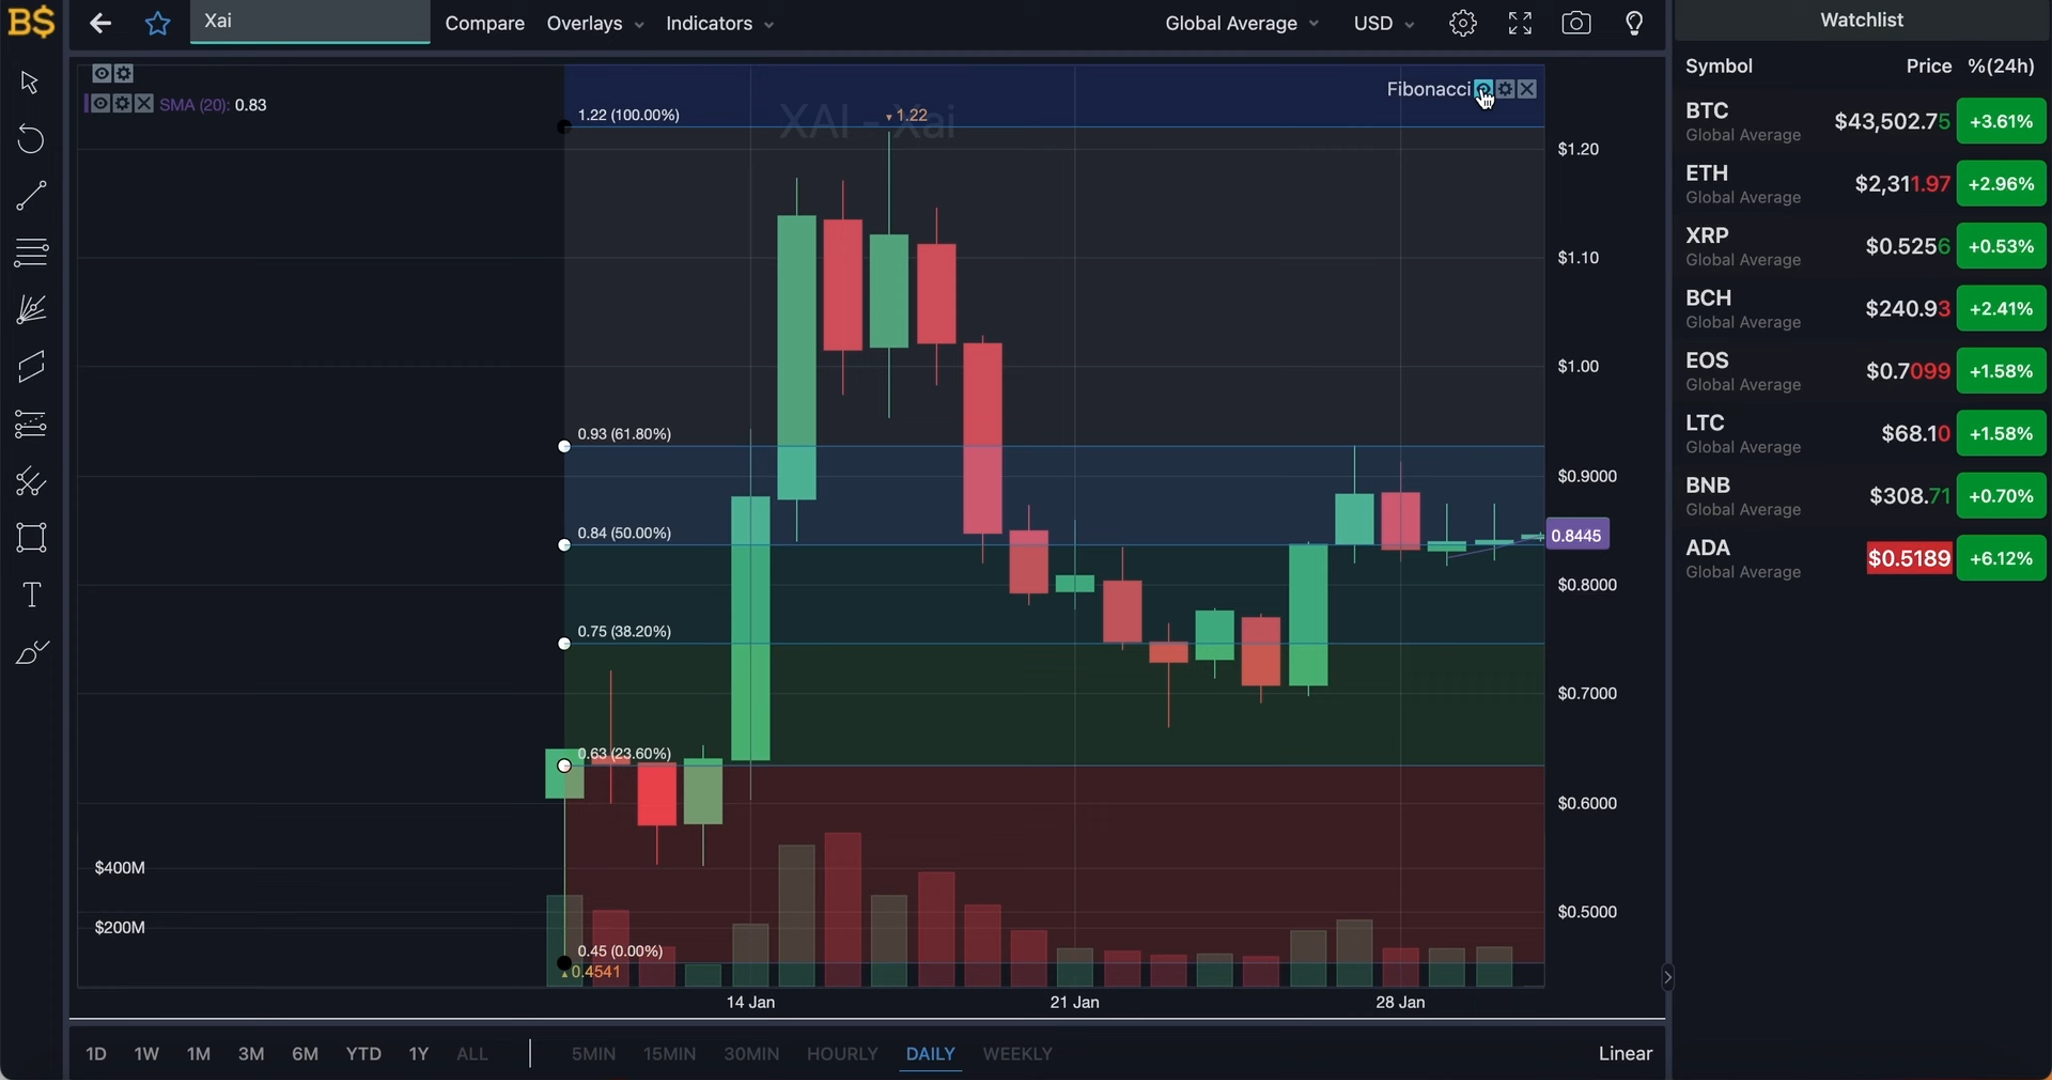 B$
Xai
Compare
Overlays
Indicators
Global Average
USD
SMA (20): 0.83
XAI - Xai
Fibonacci
1.22 (100.00%)
1.22
0.93 (61.80%)
0.84 (50.00%)
0.75 (38.20%)
0.63 (23.60%)
0.45 (0.00%)
0.4541
$1.20
$1.10
$1.00
$0.9000
0.8445
$0.8000
$0.7000
$0.6000
$0.5000
$400M
$200M
14 Jan
21 Jan
28 Jan
1D 1W 1M 3M 6M YTD 1Y ALL
5MIN 15MIN 30MIN HOURLY DAILY WEEKLY
Linear
T
Watchlist
Symbol Price %(24h)
BTC $43,502.75 +3.61%
Global Average
ETH $2,311.97 +2.96%
Global Average
XRP $0.5256 +0.53%
Global Average
BCH $240.93 +2.41%
Global Average
EOS $0.7099 +1.58%
Global Average
LTC $68.10 +1.58%
Global Average
BNB $308.71 +0.70%
Global Average
ADA $0.5189 +6.12%
Global Average